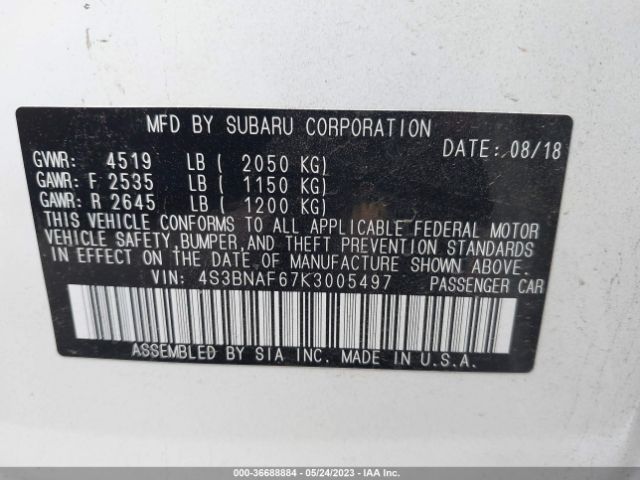 MFD BY SUBARU CORPORATION
DATE: 08/18
GVWR: 4519 LB ( 2050 KG)
GAWR: F 2535 LB ( 1150 KG)
GAWR: R 2645 LB ( 1200 KG)
THIS VEHICLE CONFORMS TO ALL APPLICABLE FEDERAL MOTOR
VEHICLE SAFETY, BUMPER, AND THEFT PREVENTION STANDARDS
IN EFFECT ON THE DATE OF MANUFACTURE SHOWN ABOVE.
VIN: 4S3BNAF67K3005497 PASSENGER CAR
ASSEMBLED BY SIA INC. MADE IN U.S.A.
000-36688884 - 05/24/2023 - Copyright IAA, Inc.